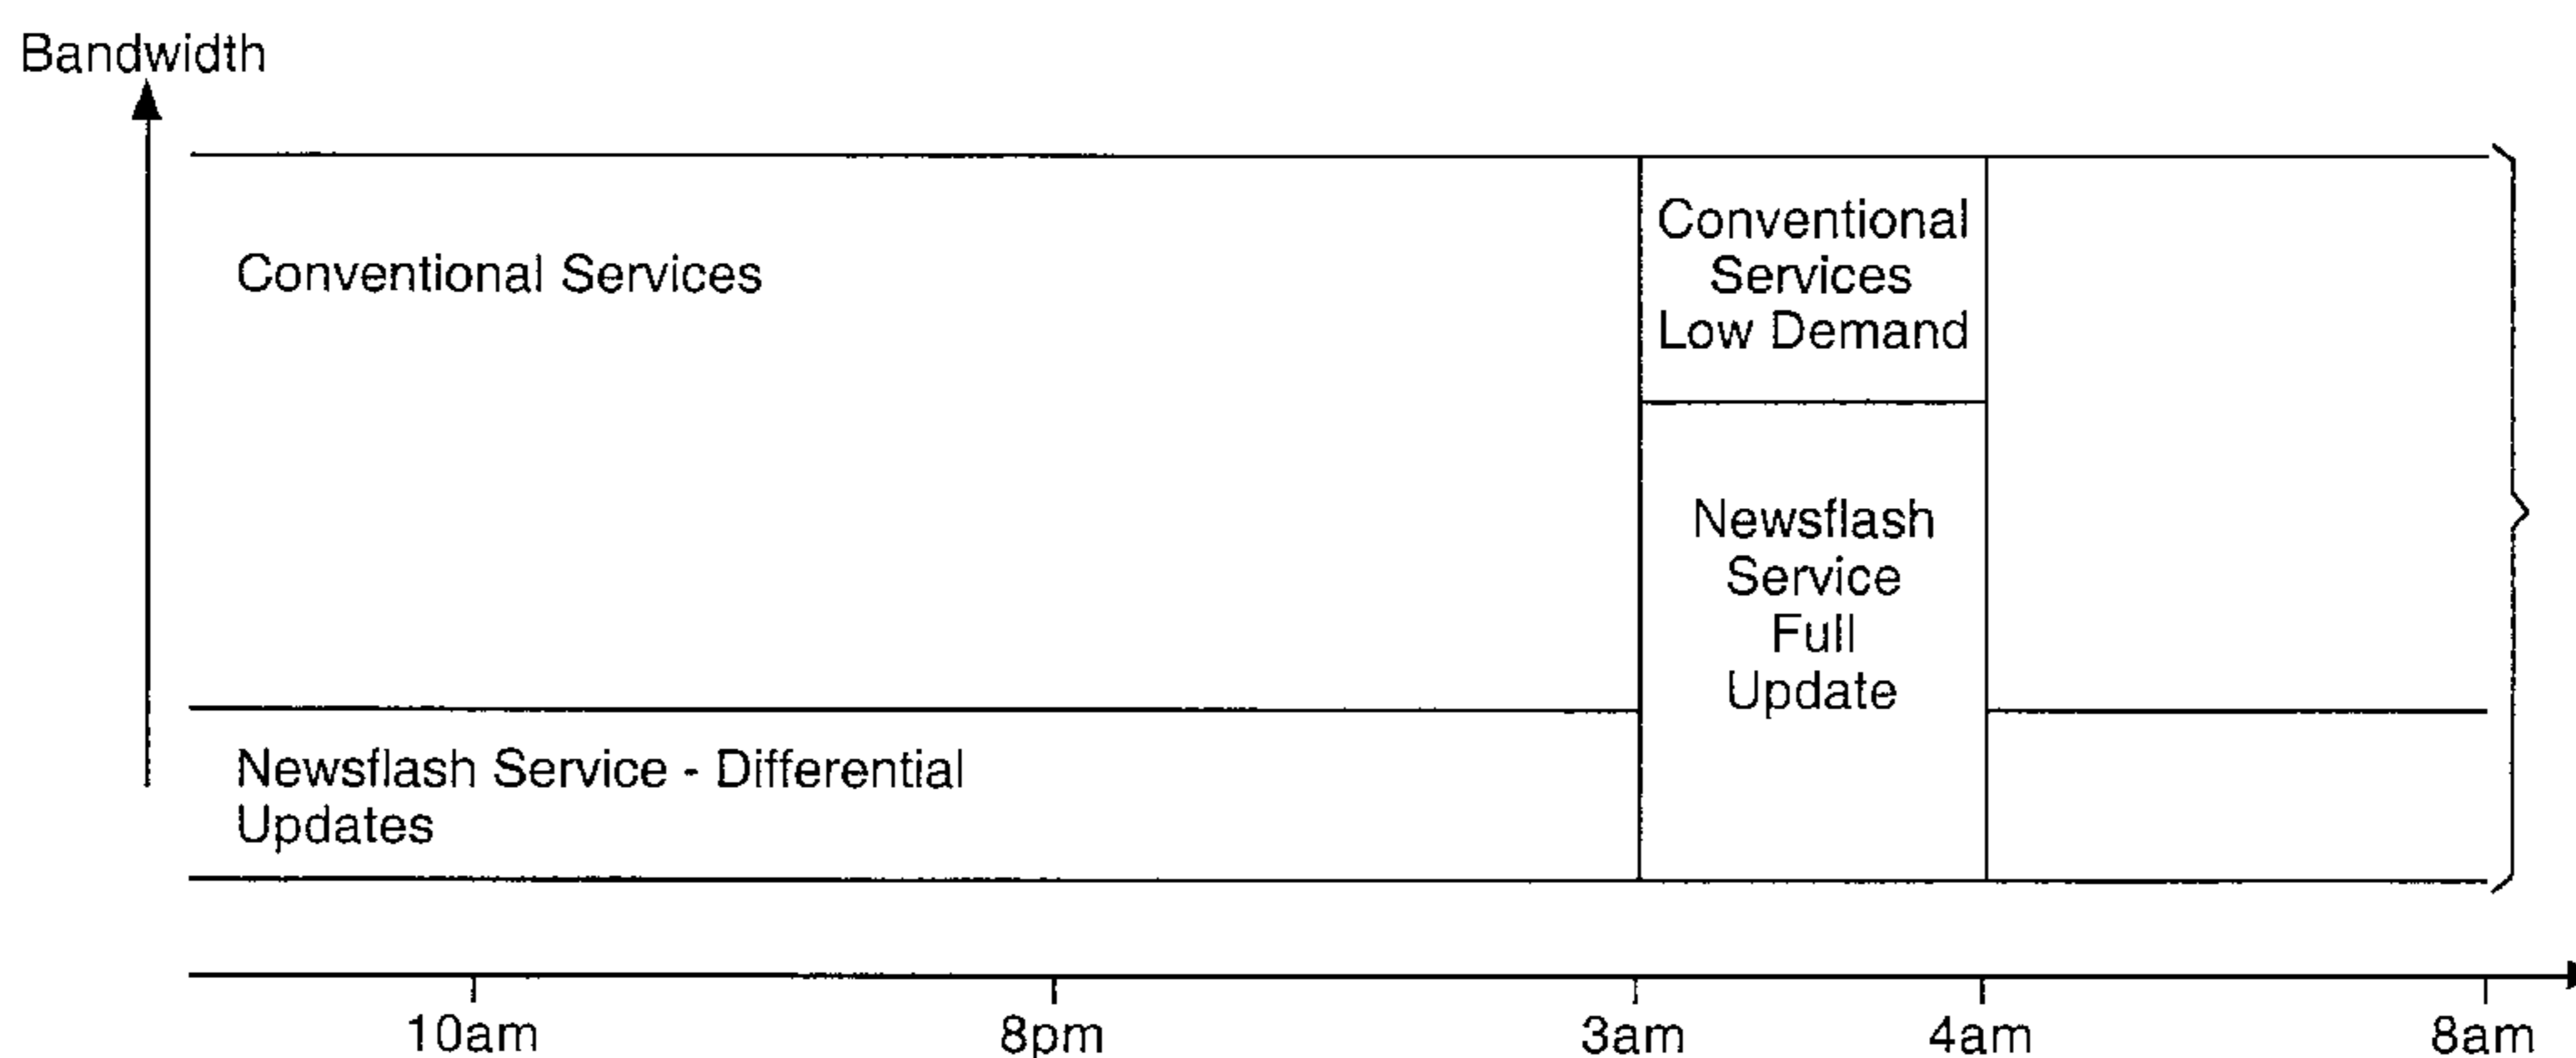 Bandwidth
Conventional Services
Conventional
Services
Low Demand
Newsflash
Service
Full
Update
Newsflash Service - Differential
Updates
10am
8pm
3am
4am
8am